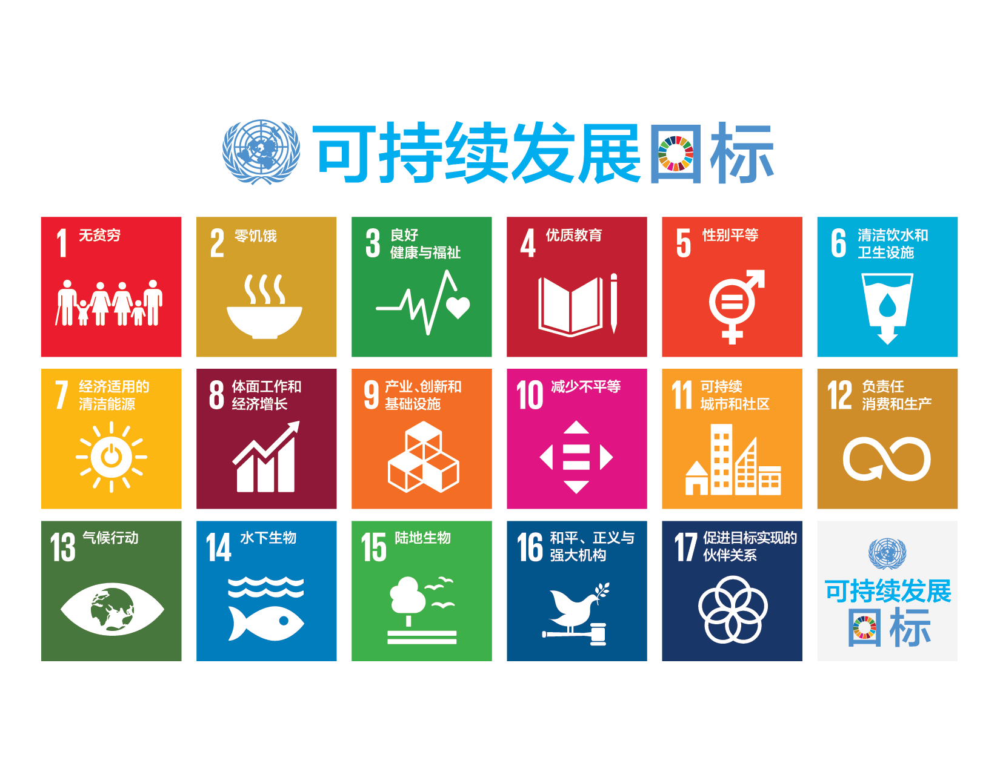 可持续发展目标
1 无贫穷
2 零饥饿
3 良好
健康与福祉
4 优质教育
5 性别平等
6 清洁饮水和
卫生设施
7 经济适用的
清洁能源
8 体面工作和
经济增长
9 产业、创新和
基础设施
10 减少不平等
11 可持续
城市和社区
12 负责任
消费和生产
13 气候行动
14 水下生物
15 陆地生物
16 和平、正义与
强大机构
17 促进目标实现的
伙伴关系
可持续发展
目标